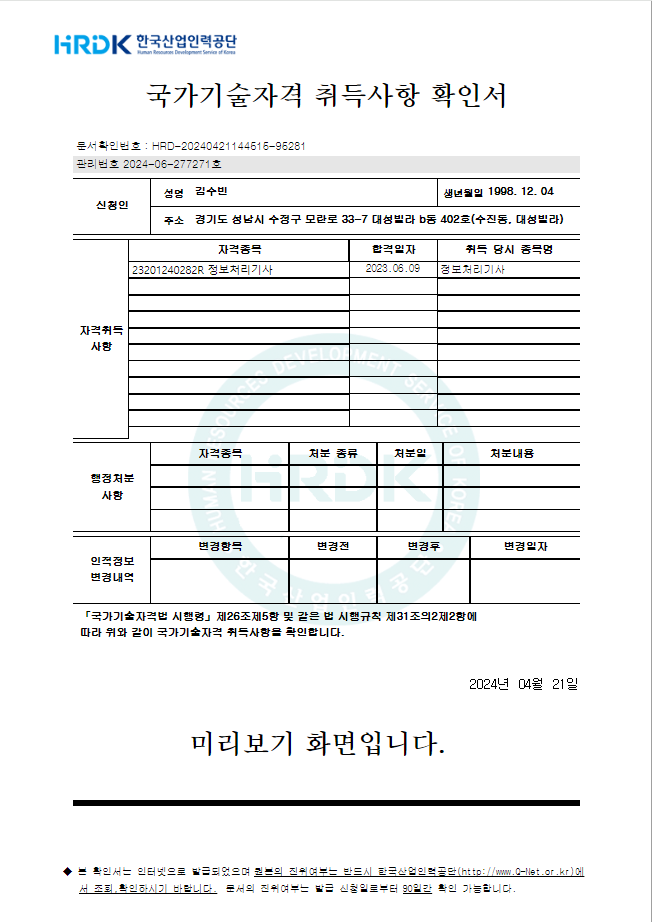 HRDK 한국산업인력공단
Human Resources Development Service of Korea
국가기술자격 취득사항 확인서
문서확인번호 : HRD-20240421144616-96281
관리번호 2024-06-277271호
신청인
성명 김수빈 생년월일 1998. 12. 04
주소 경기도 성남시 수정구 모란로 33-7 대성빌라 b동 402호(수진동, 대성빌라)
자격취득
사항
자격종목 합격일자 취득 당시 종목명
23201240282R 정보처리기사 2023.06.09 정보처리기사
행정처분
사항
자격종목 처분 종류 처분일 처분내용
인적정보
변경내역
변경항목 변경전 변경후 변경일자
HUMAN RESOURCES DEVELOPMENT SERVICE OF KOREA
HRDK
한국산업인력공단
「국가기술자격법 시행령」제26조제5항 및 같은 법 시행규칙 제31조의2제2항에
따라 위와 같이 국가기술자격 취득사항을 확인합니다.
2024년 04월 21일
미리보기 화면입니다.
◆ 본 확인서는 인터넷으로 발급되었으며 원본의 진위여부는 반드시 한국산업인력공단(http://www.Q-Net.or.kr)에
서 조회,확인하시기 바랍니다. 문서의 진위여부는 발급 신청일로부터 90일간 확인 가능합니다.